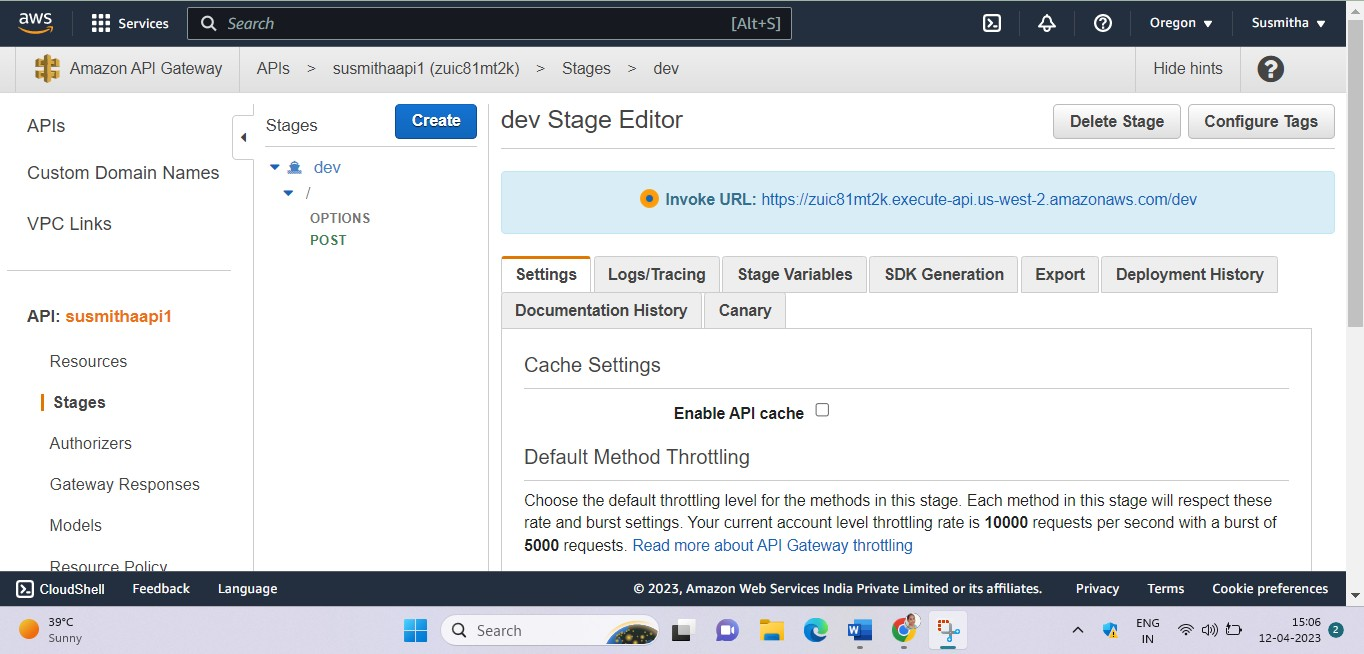 aws Services Search [Alt+S] Oregon ▼ Susmitha ▼
Amazon API Gateway APIs > susmithaapi1 (zuic81mt2k) > Stages > dev Hide hints
APIs
Custom Domain Names
VPC Links
API: susmithaapi1
Resources
Stages
Authorizers
Gateway Responses
Models
Resource Policy
Stages Create
dev
/
OPTIONS
POST
dev Stage Editor Delete Stage Configure Tags
Invoke URL: https://zuic81mt2k.execute-api.us-west-2.amazonaws.com/dev
Settings Logs/Tracing Stage Variables SDK Generation Export Deployment History
Documentation History Canary
Cache Settings
Enable API cache
Default Method Throttling
Choose the default throttling level for the methods in this stage. Each method in this stage will respect these
rate and burst settings. Your current account level throttling rate is 10000 requests per second with a burst of
5000 requests. Read more about API Gateway throttling
CloudShell Feedback Language © 2023, Amazon Web Services India Private Limited or its affiliates. Privacy Terms Cookie preferences
39°C
Sunny
Search
ENG
IN
15:06
12-04-2023
2